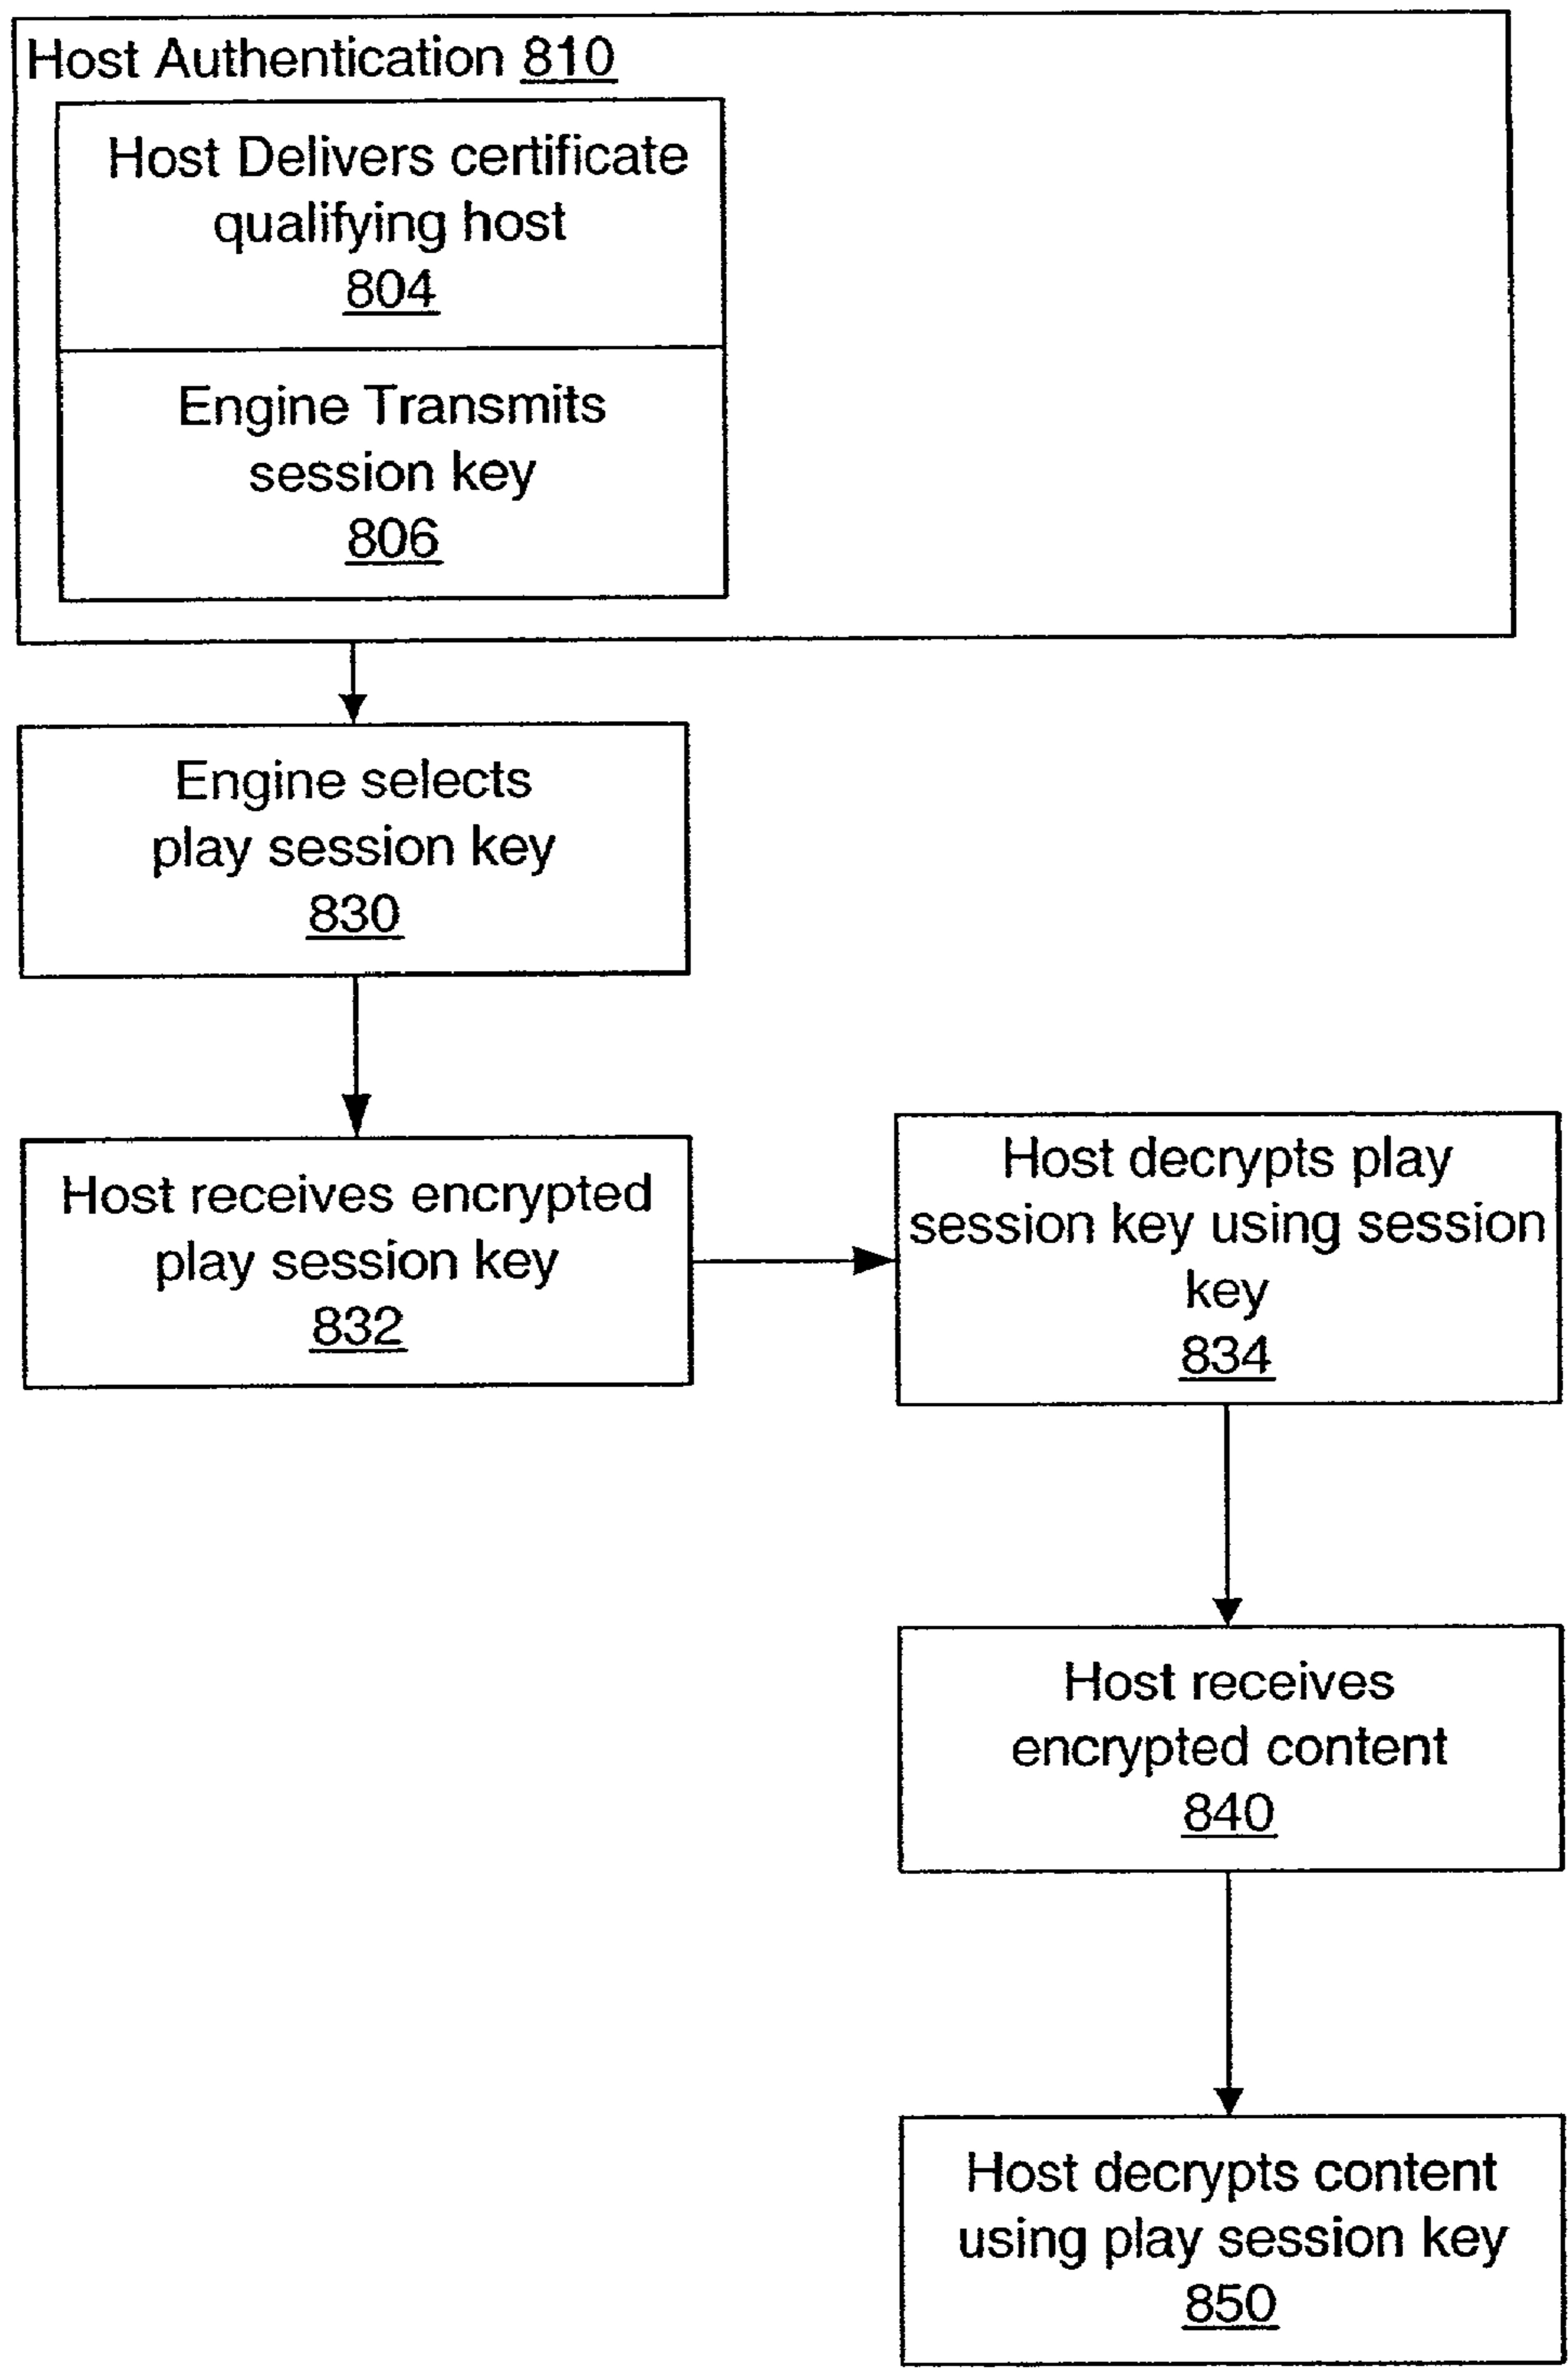 Host Authentication 810
Host Delivers certificate
qualifying host
804
Engine Transmits
session key
806
Engine selects
play session key
830
Host receives encrypted
play session key
832
Host decrypts play
session key using session
key
834
Host receives
encrypted content
840
Host decrypts content
using play session key
850